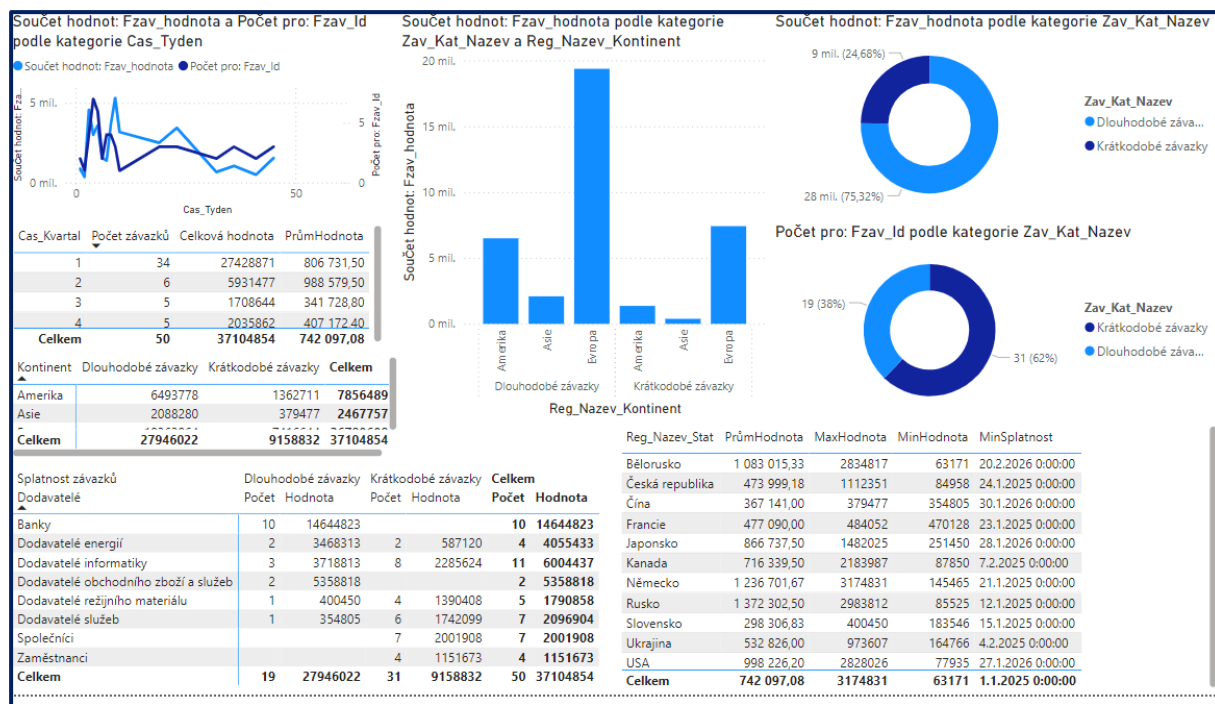 Součet hodnot: Fzav_hodnota a Počet pro: Fzav_Id
podle kategorie Cas_Tyden
Součet hodnot: Fzav_hodnota Počet pro: Fzav_Id
Součet hodnot: Fza...
5 mil.
0 mil.
5
0
Počet pro: Fzav_Id
0 50
Cas_Tyden
Cas_Kvartal Počet závazků Celková hodnota PrůmHodnota
1 34 27428871 806 731,50
2 6 5931477 988 579,50
3 5 1708644 341 728,80
4 5 2035862 407 172,40
Celkem 50 37104854 742 097,08
Kontinent Dlouhodobé závazky Krátkodobé závazky Celkem
Amerika 6493778 1362711 7856489
Asie 2088280 379477 2467757
Celkem 27946022 9158832 37104854
Součet hodnot: Fzav_hodnota podle kategorie
Zav_Kat_Nazev a Reg_Nazev_Kontinent
Součet hodnot: Fzav_hodnota
20 mil.
15 mil.
10 mil.
5 mil.
0 mil.
Amerika Asie Evropa Amerika Asie Evropa
Dlouhodobé závazky Krátkodobé závazky
Reg_Nazev_Kontinent
Součet hodnot: Fzav_hodnota podle kategorie Zav_Kat_Nazev
9 mil. (24,68%)
28 mil. (75,32%)
Zav_Kat_Nazev
Dlouhodobé záva...
Krátkodobé závazky
Počet pro: Fzav_Id podle kategorie Zav_Kat_Nazev
19 (38%)
31 (62%)
Zav_Kat_Nazev
Krátkodobé závazky
Dlouhodobé záva...
Splatnost závazků Dlouhodobé závazky Krátkodobé závazky Celkem
Dodavatelé Počet Hodnota Počet Hodnota Počet Hodnota
Banky 10 14644823 10 14644823
Dodavatelé energií 2 3468313 2 587120 4 4055433
Dodavatelé informatiky 3 3718813 8 2285624 11 6004437
Dodavatelé obchodního zboží a služeb 2 5358818 2 5358818
Dodavatelé režijního materiálu 1 400450 4 1390408 5 1790858
Dodavatelé služeb 1 354805 6 1742099 7 2096904
Společníci 7 2001908 7 2001908
Zaměstnanci 4 1151673 4 1151673
Celkem 19 27946022 31 9158832 50 37104854
Reg_Nazev_Stat PrůmHodnota MaxHodnota MinHodnota MinSplatnost
Bělorusko 1 083 015,33 2834817 63171 20.2.2026 0:00:00
Česká republika 473 999,18 1112351 84958 24.1.2025 0:00:00
Čína 367 141,00 379477 354805 30.1.2026 0:00:00
Francie 477 090,00 484052 470128 23.1.2025 0:00:00
Japonsko 866 737,50 1482025 251450 28.1.2026 0:00:00
Kanada 716 339,50 2183987 87850 7.2.2025 0:00:00
Německo 1 236 701,67 3174831 145465 21.1.2025 0:00:00
Rusko 1 372 302,50 2983812 85525 12.1.2025 0:00:00
Slovensko 298 306,83 400450 183546 15.1.2025 0:00:00
Ukrajina 532 826,00 973607 164766 4.2.2025 0:00:00
USA 998 226,20 2828026 77935 27.1.2026 0:00:00
Celkem 742 097,08 3174831 63171 1.1.2025 0:00:00